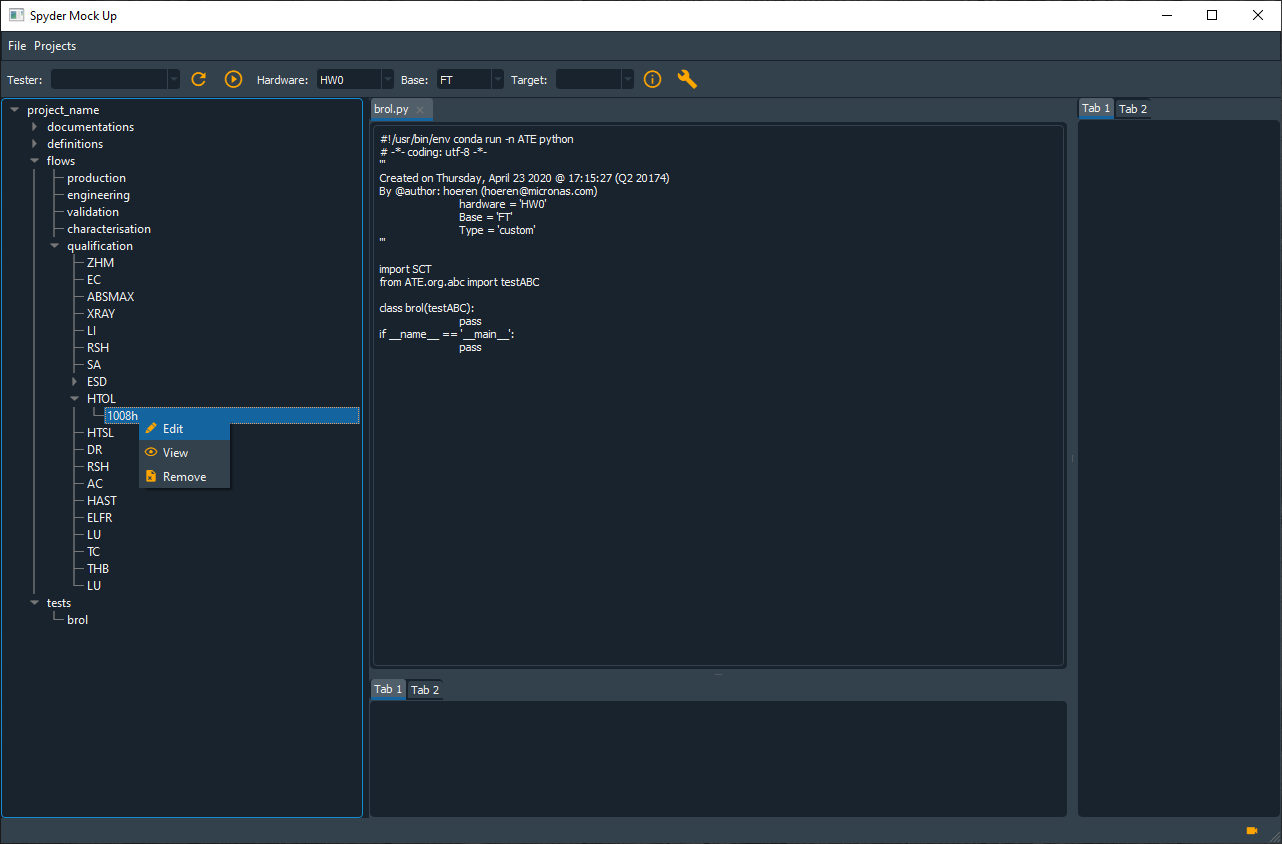 Spyder Mock Up
File Projects
Tester: Hardware: HW0 Base: FT Target:
project_name
documentations
definitions
flows
production
engineering
validation
characterisation
qualification
ZHM
EC
ABSMAX
XRAY
LI
RSH
SA
ESD
HTOL
1008h
HTSL
DR
RSH
AC
HAST
ELFR
LU
TC
THB
LU
tests
brol
Edit
View
Remove
brol.py
#!/usr/bin/env conda run -n ATE python
# -*- coding: utf-8 -*-
'''
Created on Thursday, April 23 2020 @ 17:15:27 (Q2 20174)
By @author: hoeren (hoeren@micronas.com)
hardware = 'HW0'
Base = 'FT'
Type = 'custom'
'''
import SCT
from ATE.org.abc import testABC
class brol(testABC):
pass
if __name__ == '__main__':
pass
Tab 1 Tab 2
Tab 1 Tab 2